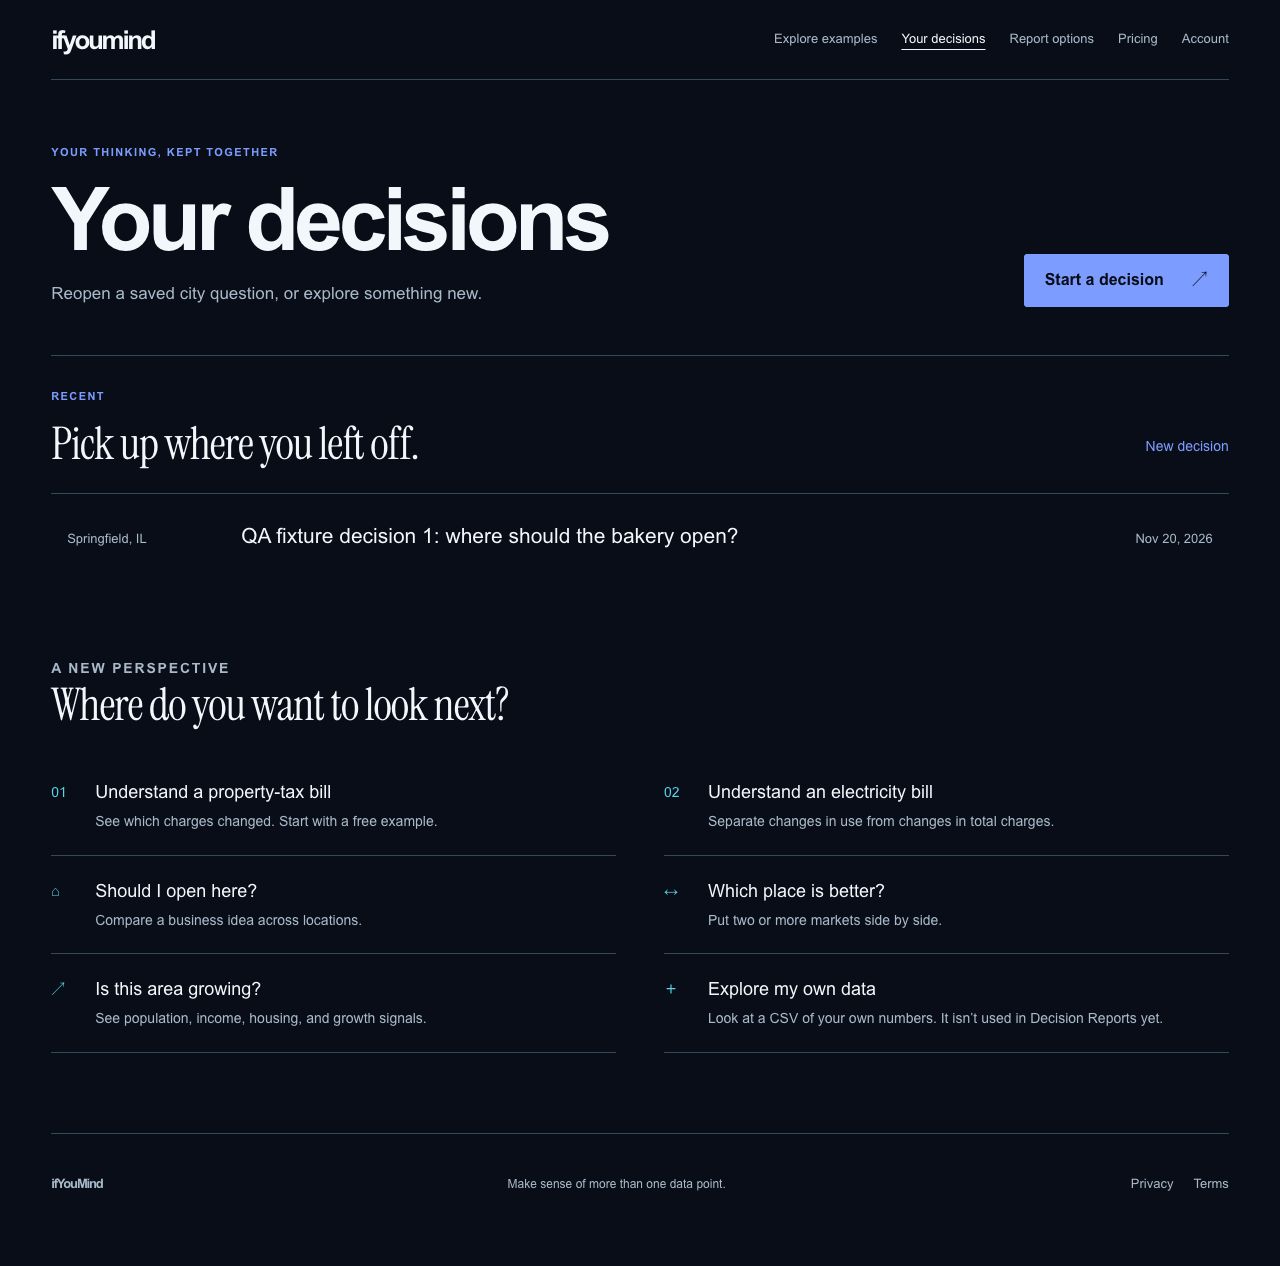 ifyoumind
Explore examples Your decisions Report options Pricing Account
YOUR THINKING, KEPT TOGETHER
Your decisions
Reopen a saved city question, or explore something new.
Start a decision ↗
RECENT
Pick up where you left off.
New decision
Springfield, IL QA fixture decision 1: where should the bakery open? Nov 20, 2026
A NEW PERSPECTIVE
Where do you want to look next?
01 Understand a property-tax bill
See which charges changed. Start with a free example.
02 Understand an electricity bill
Separate changes in use from changes in total charges.
⌂ Should I open here?
Compare a business idea across locations.
↔ Which place is better?
Put two or more markets side by side.
↗ Is this area growing?
See population, income, housing, and growth signals.
+ Explore my own data
Look at a CSV of your own numbers. It isn’t used in Decision Reports yet.
ifYouMind
Make sense of more than one data point.
Privacy Terms